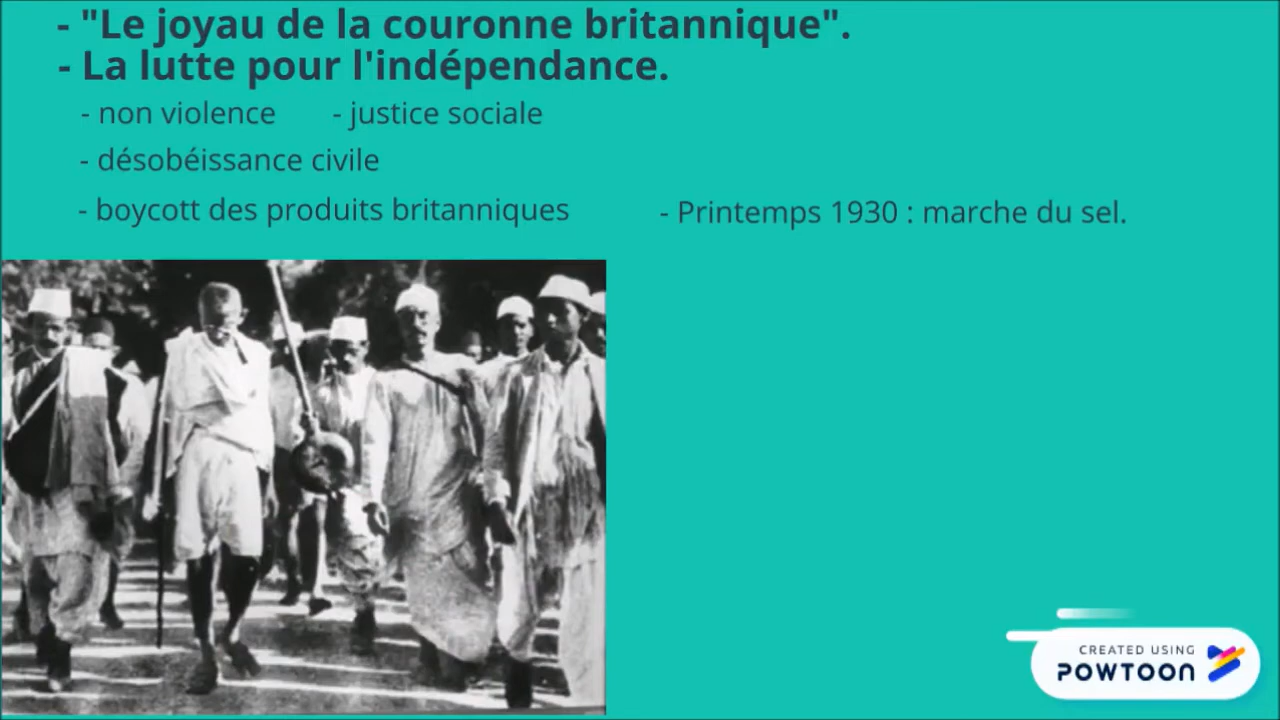 - "Le joyau de la couronne britannique".
- La lutte pour l'indépendance.
- non violence - justice sociale
- désobéissance civile
- boycott des produits britanniques - Printemps 1930 : marche du sel.
CREATED USING
POWTOON